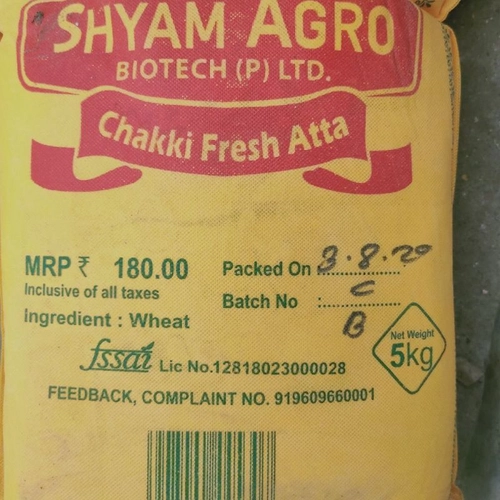 SHYAM AGRO
BIOTECH (P) LTD.
Chakki Fresh Atta
MRP ₹ 180.00
Inclusive of all taxes
Ingredient : Wheat
Packed On 3.8.20
Batch No :.............. C
B
Net Weight
5kg
fssai Lic No.12818023000028
FEEDBACK, COMPLAINT NO. 919609660001